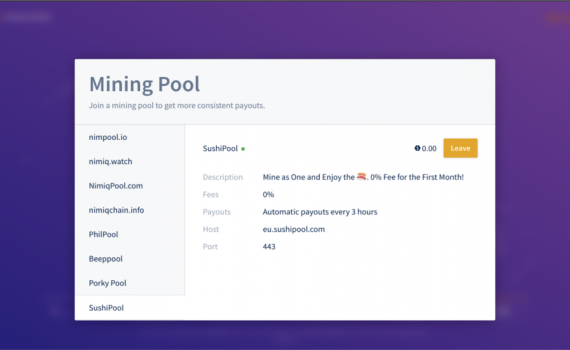 Mining Pool
Join a mining pool to get more consistent payouts.
nimpool.io
nimiq.watch
NimiqPool.com
nimiqchain.info
PhilPool
Beeppool
Porky Pool
SushiPool
SushiPool
0.00
Leave
Description Mine as One and Enjoy the 🍣. 0% Fee for the First Month!
Fees 0%
Payouts Automatic payouts every 3 hours
Host eu.sushipool.com
Port 443